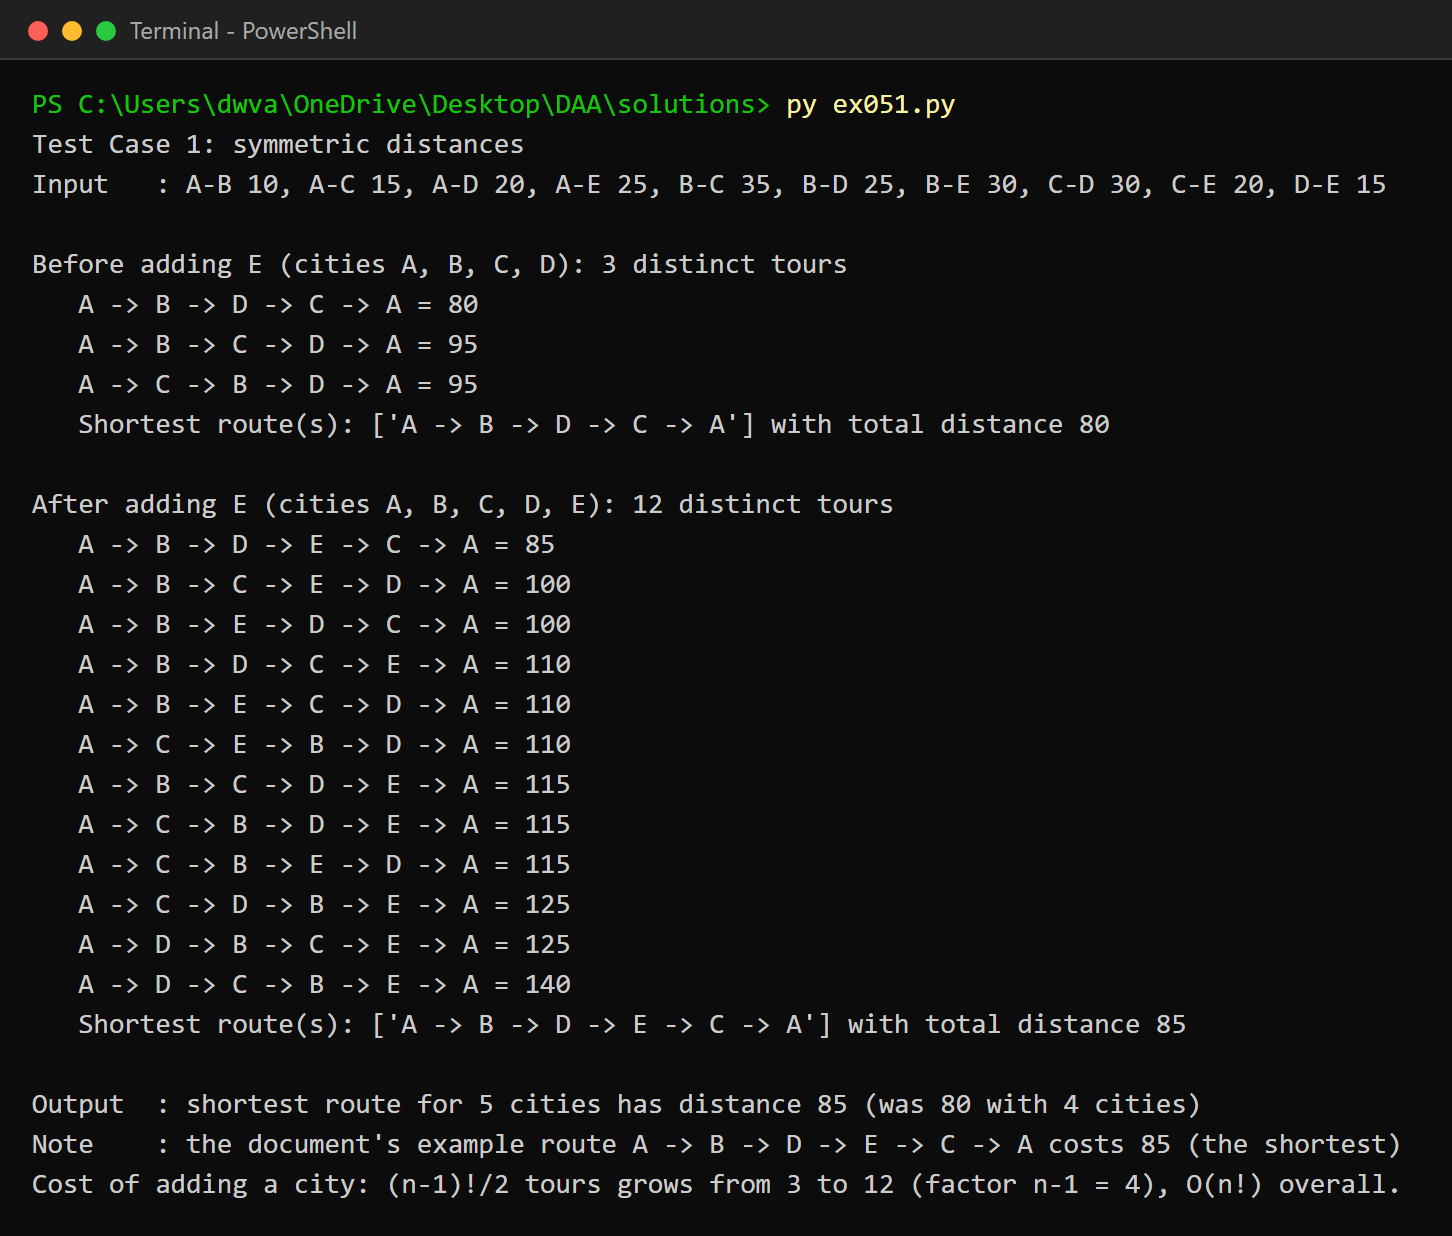 Terminal - PowerShell
PS C:\Users\dwva\OneDrive\Desktop\DAA\solutions> py ex051.py
Test Case 1: symmetric distances
Input   : A-B 10, A-C 15, A-D 20, A-E 25, B-C 35, B-D 25, B-E 30, C-D 30, C-E 20, D-E 15
Before adding E (cities A, B, C, D): 3 distinct tours
A -> B -> D -> C -> A = 80
A -> B -> C -> D -> A = 95
A -> C -> B -> D -> A = 95
Shortest route(s): ['A -> B -> D -> C -> A'] with total distance 80
After adding E (cities A, B, C, D, E): 12 distinct tours
A -> B -> D -> E -> C -> A = 85
A -> B -> C -> E -> D -> A = 100
A -> B -> E -> D -> C -> A = 100
A -> B -> D -> C -> E -> A = 110
A -> B -> E -> C -> D -> A = 110
A -> C -> E -> B -> D -> A = 110
A -> B -> C -> D -> E -> A = 115
A -> C -> B -> D -> E -> A = 115
A -> C -> B -> E -> D -> A = 115
A -> C -> D -> B -> E -> A = 125
A -> D -> B -> C -> E -> A = 125
A -> D -> C -> B -> E -> A = 140
Shortest route(s): ['A -> B -> D -> E -> C -> A'] with total distance 85
Output  : shortest route for 5 cities has distance 85 (was 80 with 4 cities)
Note    : the document's example route A -> B -> D -> E -> C -> A costs 85 (the shortest)
Cost of adding a city: (n-1)!/2 tours grows from 3 to 12 (factor n-1 = 4), O(n!) overall.